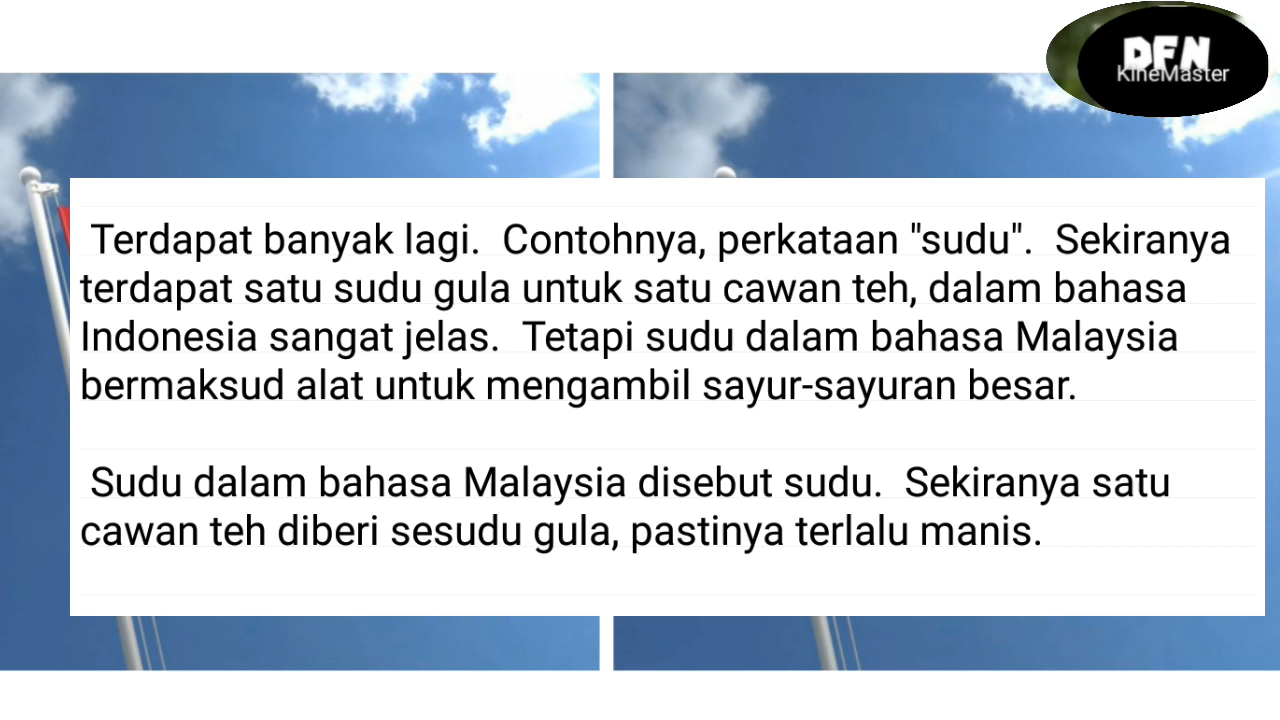 DFN
KineMaster
Terdapat banyak lagi. Contohnya, perkataan "sudu". Sekiranya
terdapat satu sudu gula untuk satu cawan teh, dalam bahasa
Indonesia sangat jelas. Tetapi sudu dalam bahasa Malaysia
bermaksud alat untuk mengambil sayur-sayuran besar.
Sudu dalam bahasa Malaysia disebut sudu. Sekiranya satu
cawan teh diberi sesudu gula, pastinya terlalu manis.